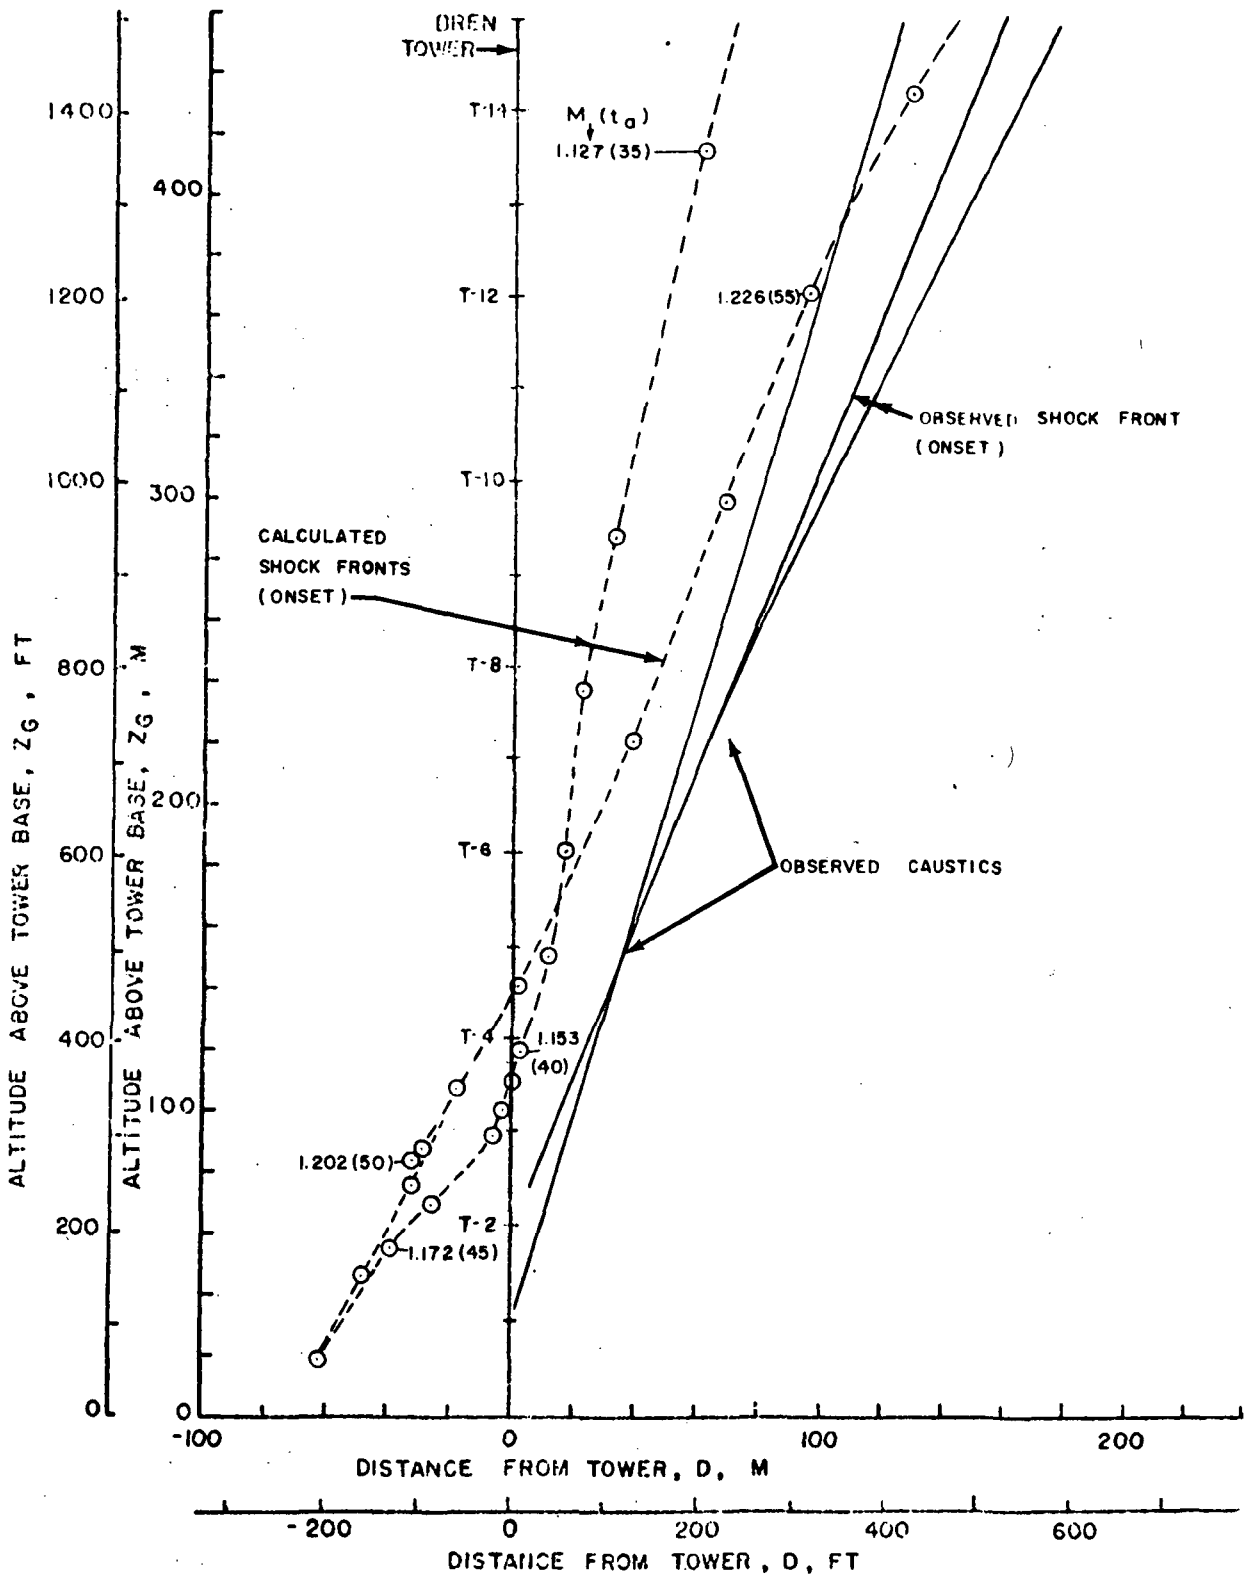 BREN
TOWER
1400
T-14
M↓(ta)
1.127 (35)
400
1200
T-12
1.226(55)
OBSERVED SHOCK FRONT
(ONSET)
1000
300
T-10
CALCULATED
SHOCK FRONTS
(ONSET)
800
T-8
200
600
T-6
OBSERVED CAUSTICS
400
T-4
1.153
(40)
100
1.202(50)
200
T-2
1.172(45)
0
0
ALTITUDE ABOVE TOWER BASE, ZG, FT
ALTITUDE ABOVE TOWER BASE, ZG, M
-100
0
100
200
DISTANCE FROM TOWER, D, M
-200
0
200
400
600
DISTANCE FROM TOWER, D, FT